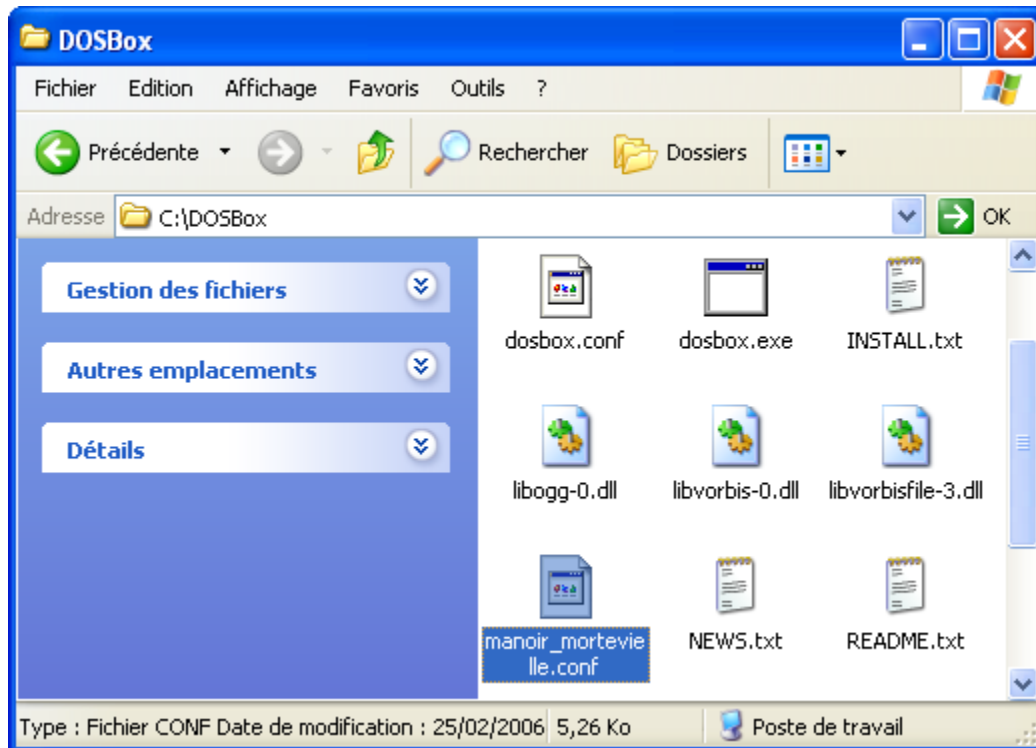 DOSBox
Fichier Edition Affichage Favoris Outils ?
Précédente Rechercher Dossiers
Adresse C:\DOSBox OK
Gestion des fichiers
Autres emplacements
Détails
dosbox.conf dosbox.exe INSTALL.txt
libogg-0.dll libvorbis-0.dll libvorbisfile-3.dll
manoir_mortevie
lle.conf
NEWS.txt README.txt
Type : Fichier CONF Date de modification : 25/02/2006 5,26 Ko Poste de travail